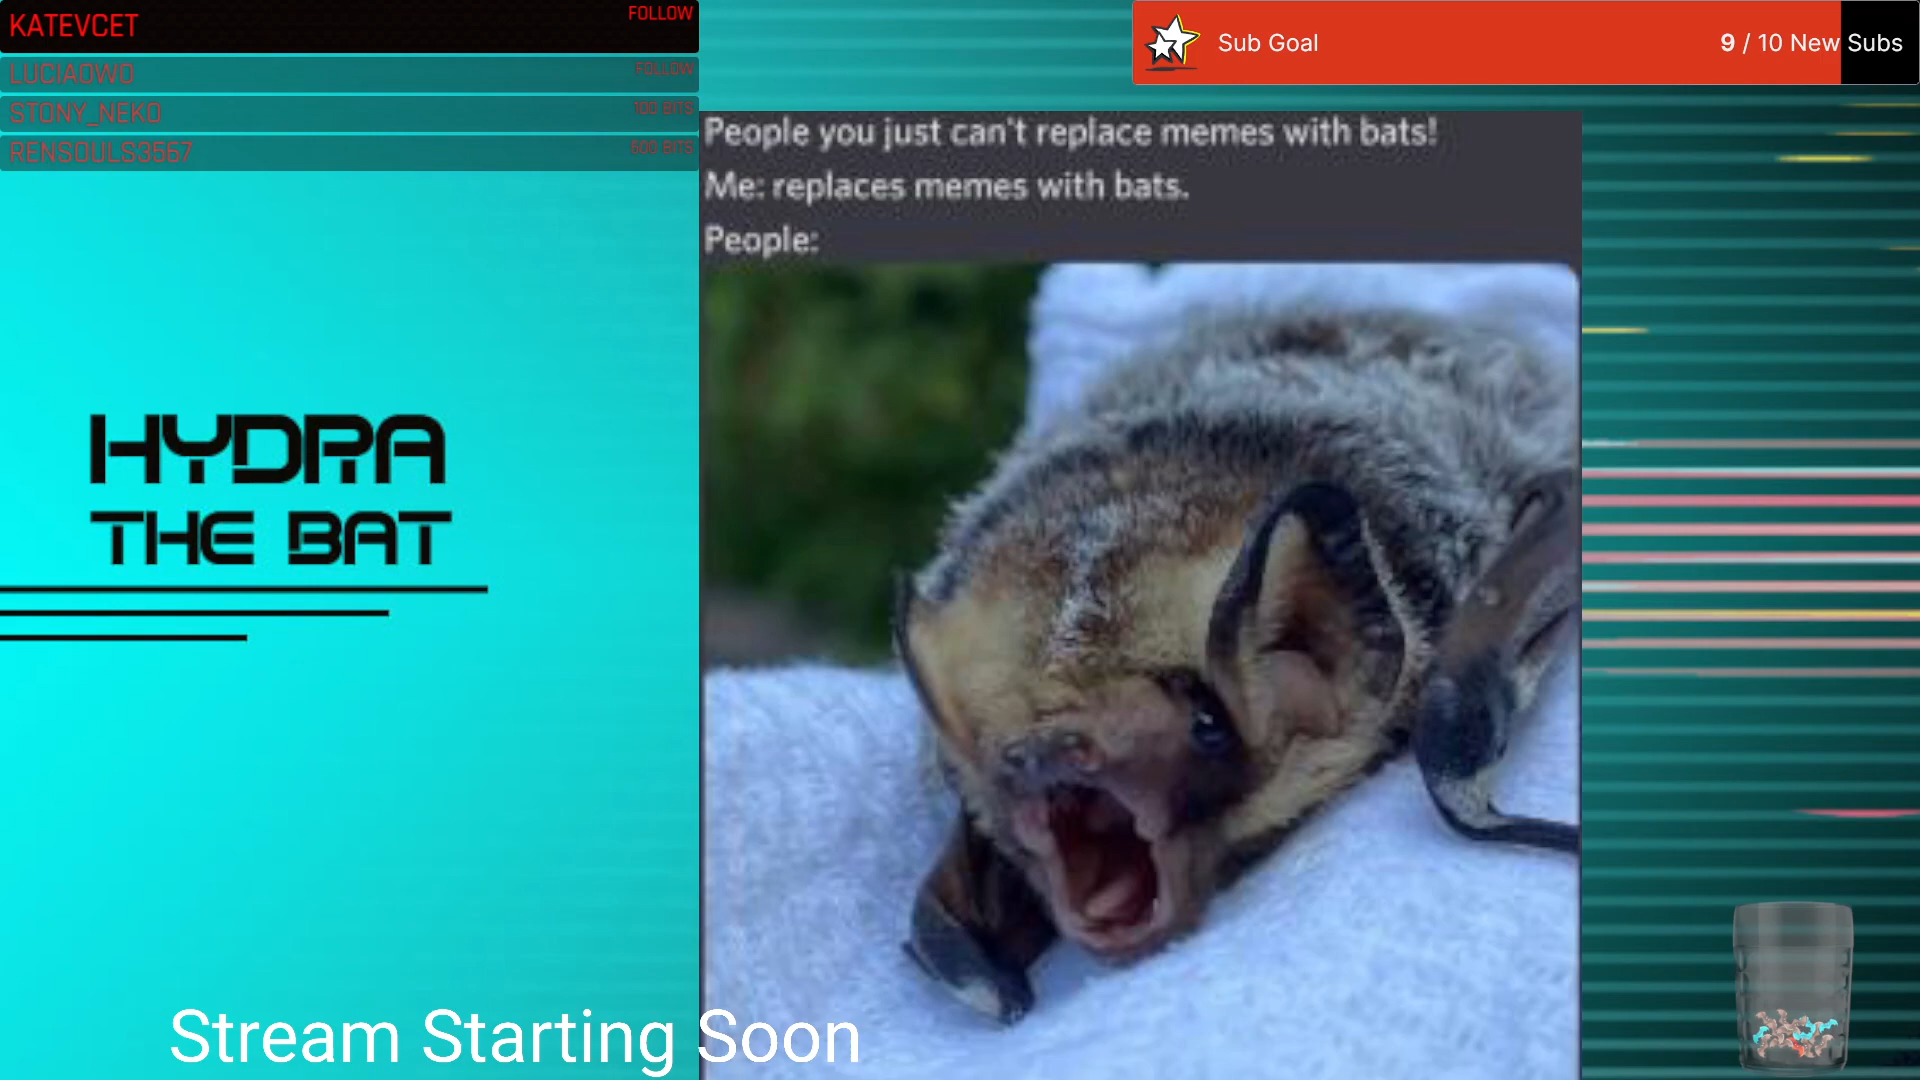 KATEVCET FOLLOW
LUCIAOWO FOLLOW
STONY_NEKO 100 BITS
RENSOULS3567 600 BITS
Sub Goal 9 / 10 New Subs
People you just can't replace memes with bats!
Me: replaces memes with bats.
People:
HYDRA
THE BAT
Stream Starting Soon